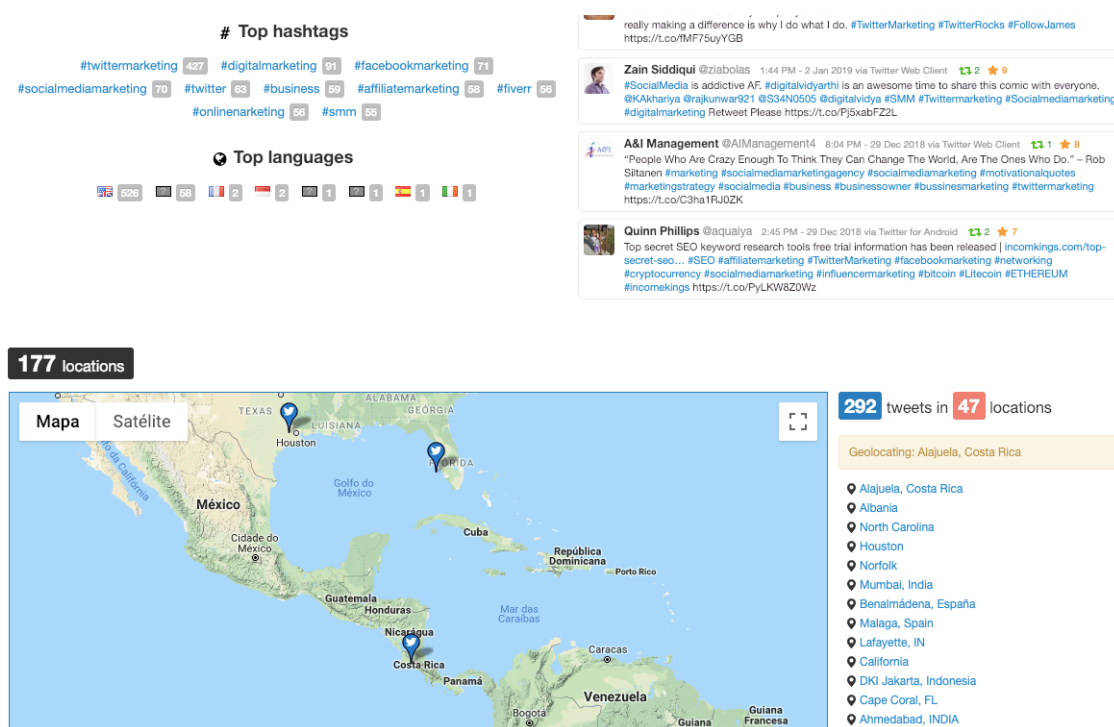 # Top hashtags
#twittermarketing 427 #digitalmarketing 91 #facebookmarketing 71
#socialmediamarketing 70 #twitter 63 #business 59 #affiliatemarketing 58 #fiverr 56
#onlinenarketing 56 #smm 55
Top languages
526 58 2 2 1 1 1 1
really making a difference is why I do what I do. #TwitterMarketing #TwitterRocks #FollowJames
https://t.co/fMF75uyYGB
Zain Siddiqui @ziabolas 1:44 PM - 2 Jan 2019 via Twitter Web Client 2 9
#SocialMedia is addictive AF. #digitalvidyarthi is an awesome time to share this comic with everyone.
@KAkhariya @rajkunwar921 @S34N0505 @digitalvidya #SMM #Twittermarketing #Socialmediamarketing
#digitalmarketing Retweet Please https://t.co/Pj5xabFZ2L
A&I Management @AIManagement4 8:04 PM - 29 Dec 2018 via Twitter Web Client 1 8
“People Who Are Crazy Enough To Think They Can Change The World, Are The Ones Who Do.” – Rob
Siltanen #marketing #socialmediamarketingagency #socialmediamarketing #motivationalquotes
#marketingstrategy #socialmedia #business #businessowner #bussinesmarketing #twittermarketing
https://t.co/C3ha1RJ0ZK
Quinn Phillips @aquaiya 2:45 PM - 29 Dec 2018 via Twitter for Android 2 7
Top secret SEO keyword research tools free trial information has been released | incomkings.com/top-
secret-seo… #SEO #affiliatemarketing #TwitterMarketing #facebookmarketing #networking
#cryptocurrency #socialmediamarketing #influencermarketing #bitcoin #Litecoin #ETHEREUM
#incomekings https://t.co/PyLKW8Z0Wz
177 locations
Mapa Satélite
ALABAMA
TEXAS
GEÓRGIA
LOUISIANA
Houston
FLÓRIDA
Golfo da Califórnia
Golfo do
México
México
Cuba
Cidade do
México
República
Dominicana
Porto Rico
Guatemala
Honduras
Mar das
Caraíbas
Nicarágua
Caracas
Costa Rica
Panamá
Venezuela
Bogotá
Guiana
Guiana
Francesa
292 tweets in 47 locations
Geolocating: Alajuela, Costa Rica
Alajuela, Costa Rica
Albania
North Carolina
Houston
Norfolk
Mumbai, India
Benalmádena, España
Malaga, Spain
Lafayette, IN
California
DKI Jakarta, Indonesia
Cape Coral, FL
Ahmedabad, INDIA